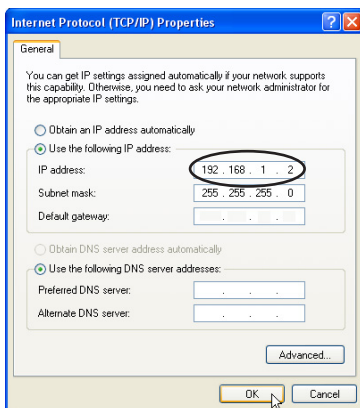 Internet Protocol (TCP/IP) Properties
General
You can get IP settings assigned automatically if your network supports
this capability. Otherwise, you need to ask your network administrator for
the appropriate IP settings.
Obtain an IP address automatically
Use the following IP address:
IP address: 192 . 168 . 1 . 2
Subnet mask: 255 . 255 . 255 . 0
Default gateway: . . .
Obtain DNS server address automatically
Use the following DNS server addresses:
Preferred DNS server: . . .
Alternate DNS server: . . .
Advanced...
OK Cancel